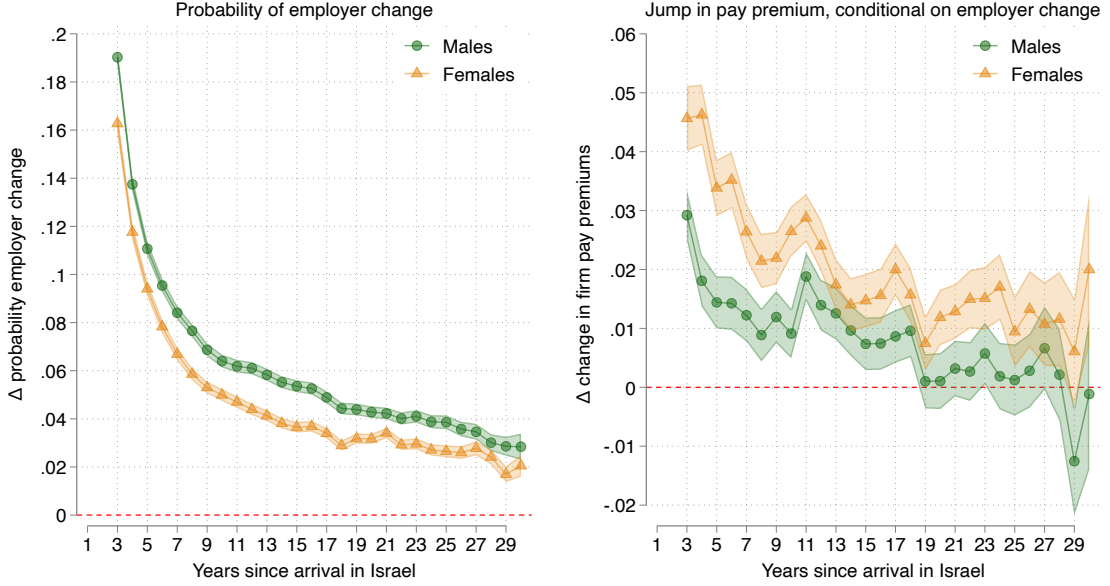 Probability of employer change
Δ probability employer change
.2
.18
.16
.14
.12
.1
.08
.06
.04
.02
0
Males
Females
1 3 5 7 9 11 13 15 17 19 21 23 25 27 29
Years since arrival in Israel
Jump in pay premium, conditional on employer change
Δ change in firm pay premiums
.06
.05
.04
.03
.02
.01
0
-.01
-.02
Males
Females
1 3 5 7 9 11 13 15 17 19 21 23 25 27 29
Years since arrival in Israel